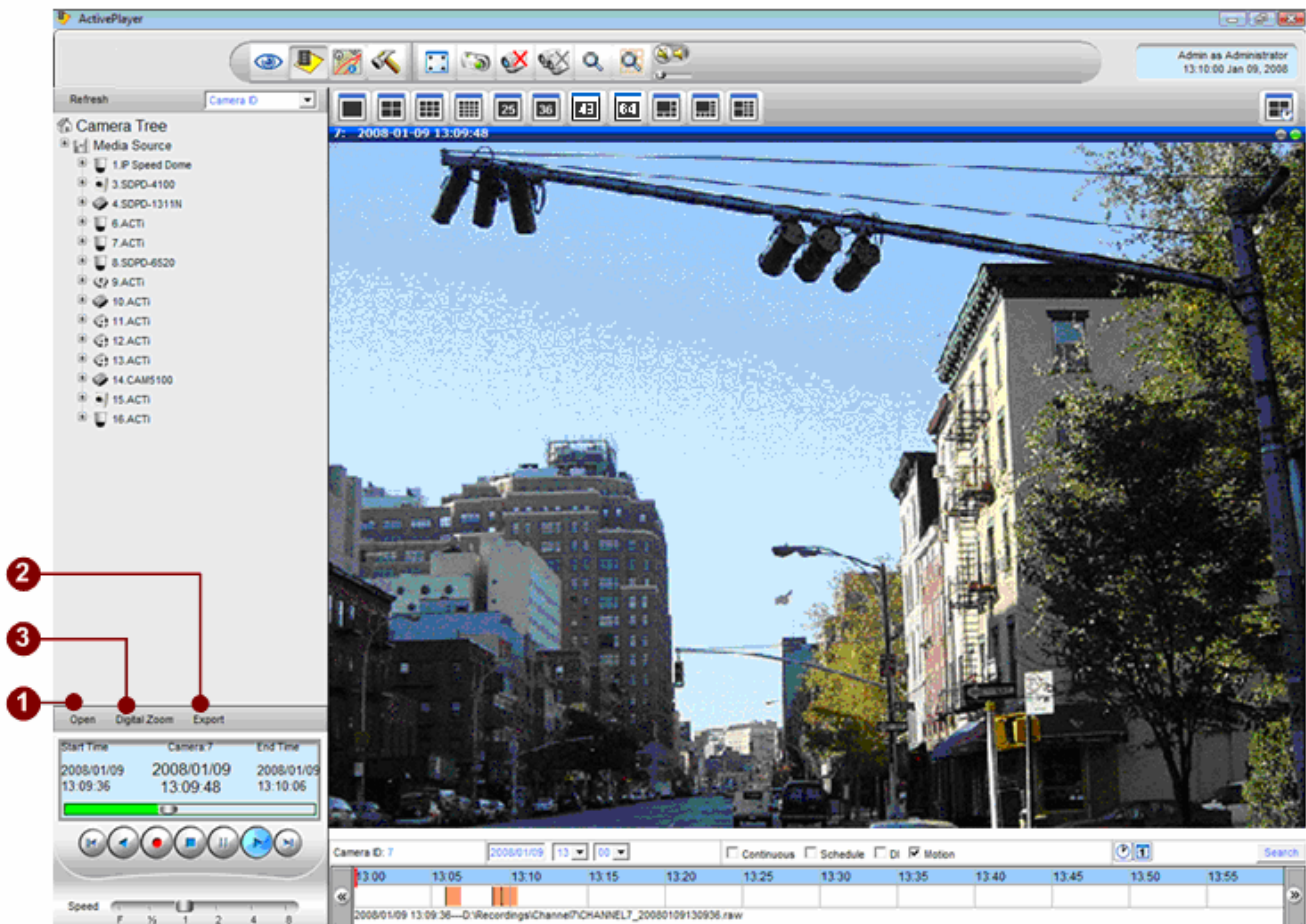 ActivePlayer
Admin as Administrator
13:10:00 Jan 09, 2008
Refresh
Camera ID
25
36
49
64
Camera Tree
7: 2008-01-09 13:09:48
Media Source
1.IP Speed Dome
3.SDPD-4100
4.SDPD-1311N
6.ACTi
7.ACTi
8.SDPD-6520
9.ACTi
10.ACTi
11.ACTi
12.ACTi
13.ACTi
14.CAM5100
15.ACTi
16.ACTi
2
3
1
Open Digital Zoom Export
Start Time Camera:7 End Time
2008/01/09 2008/01/09 2008/01/09
13:09:36 13:09:48 13:10:06
Camera ID: 7 2008/01/09 13 00 Continuous Schedule DI Motion 1 Search
13:00 13:05 13:10 13:15 13:20 13:25 13:30 13:35 13:40 13:45 13:50 13:55
2008/01/09 13:09:36---D:\Recordings\Channel7\CHANNEL7_20080109130936.raw
Speed
F ½ 1 2 4 8